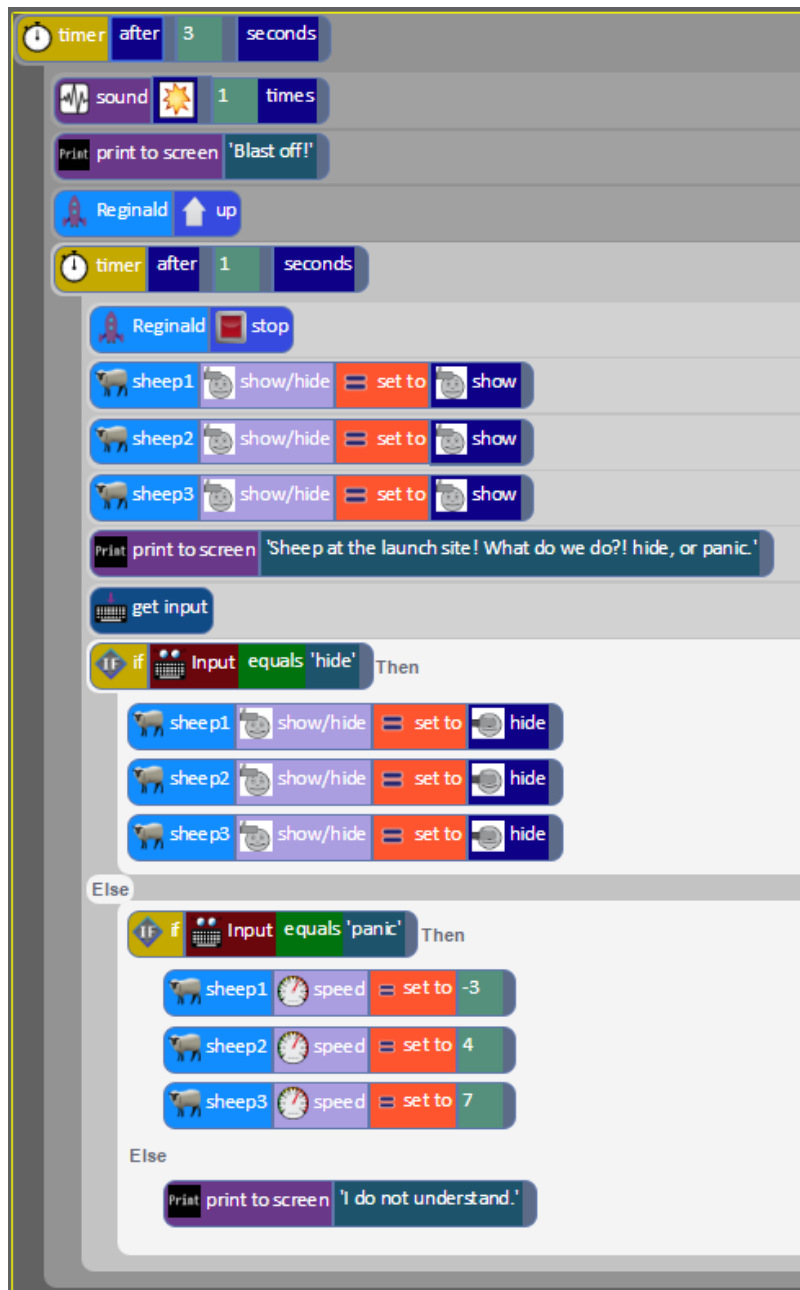 timer after 3 seconds
sound 1 times
Print print to screen 'Blast off!'
Reginald up
timer after 1 seconds
Reginald stop
sheep1 show/hide = set to show
sheep2 show/hide = set to show
sheep3 show/hide = set to show
Print print to screen 'Sheep at the launch site! What do we do?! hide, or panic.'
get input
IF if Input equals 'hide' Then
sheep1 show/hide = set to hide
sheep2 show/hide = set to hide
sheep3 show/hide = set to hide
Else
IF if Input equals 'panic' Then
sheep1 speed = set to -3
sheep2 speed = set to 4
sheep3 speed = set to 7
Else
Print print to screen 'I do not understand.'